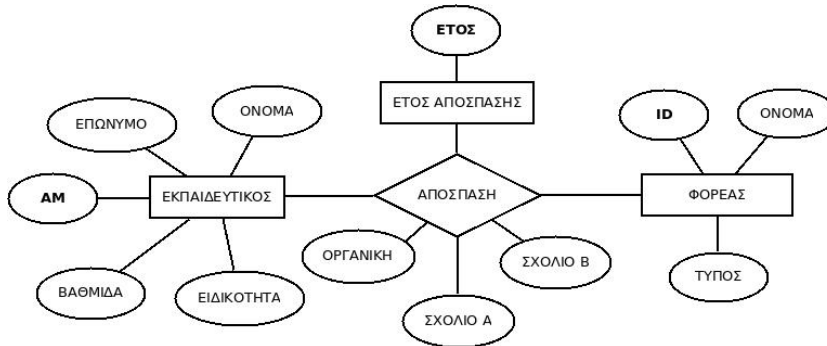 ΕΤΟΣ
ΕΤΟΣ ΑΠΟΣΠΑΣΗΣ
ΕΠΩΝΥΜΟ
ΟΝΟΜΑ
ID
ΟΝΟΜΑ
ΑΜ
ΕΚΠΑΙΔΕΥΤΙΚΟΣ
ΑΠΟΣΠΑΣΗ
ΦΟΡΕΑΣ
ΟΡΓΑΝΙΚΗ
ΣΧΟΛΙΟ Β
ΤΥΠΟΣ
ΒΑΘΜΙΔΑ
ΕΙΔΙΚΟΤΗΤΑ
ΣΧΟΛΙΟ Α